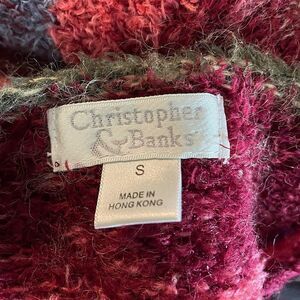 Christopher
& Banks
S
MADE IN
HONG KONG